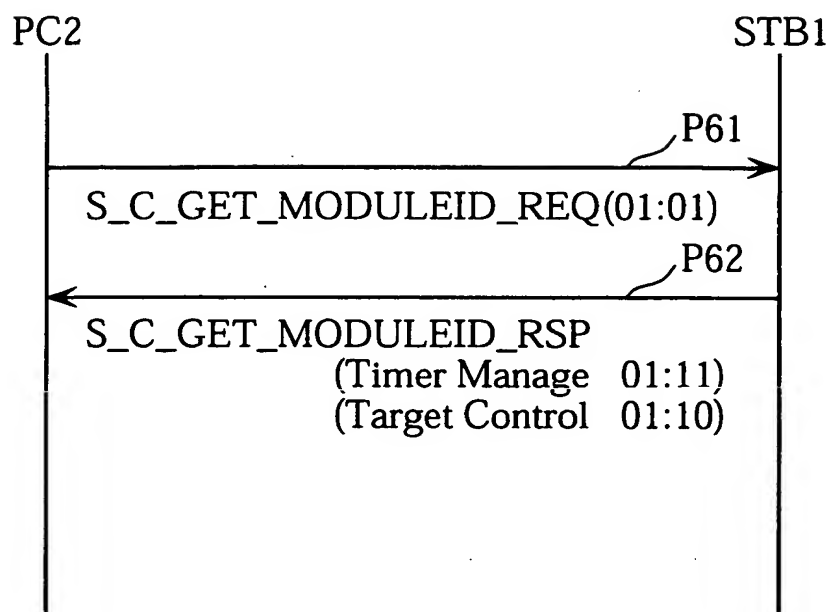 PC2
STB1
P61
S_C_GET_MODULEID_REQ(01:01)
P62
S_C_GET_MODULEID_RSP
(Timer Manage 01:11)
(Target Control 01:10)